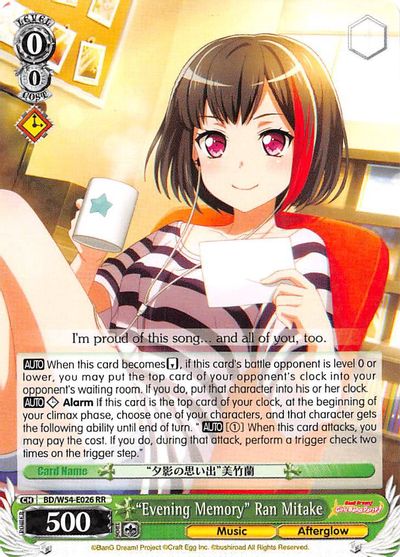 LEVEL
0
0
COST
I'm proud of this song... and all of you, too.
AUTO When this card becomes [ ], if this card's battle opponent is level 0 or
lower, you may put the top card of your opponent's clock into your
opponent's waiting room. If you do, put that character into his or her clock.
AUTO Alarm If this card is the top card of your clock, at the beginning of
your climax phase, choose one of your characters, and that character gets
the following ability until end of turn. " AUTO [(1)] When this card attacks, you
may pay the cost. If you do, during that attack, perform a trigger check two
times on the trigger step."
Card Name
“夕影の思い出”美竹蘭
CH BD/W54-E026 RR
500
"Evening Memory" Ran Mitake
BanG Dream!
Girls Band Party!
Music
Afterglow
©BanG Dream! Project ©Craft Egg Inc. ©bushiroad All Rights Reserved.